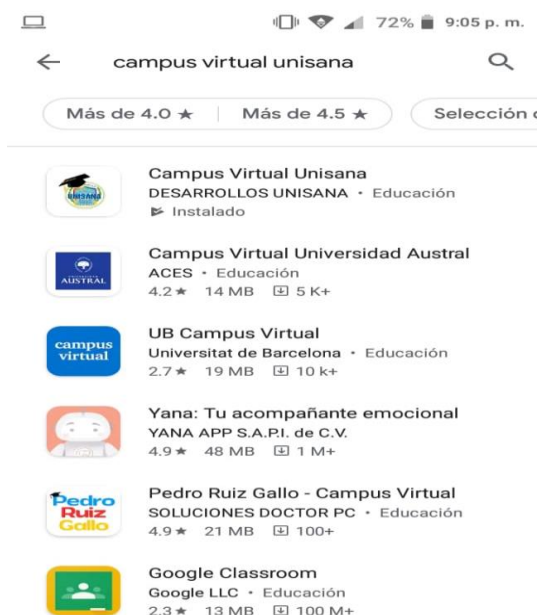 72% 9:05 p. m.
campus virtual unisana
Más de 4.0 ★ Más de 4.5 ★ Selección
UNISANA
Campus Virtual Unisana
DESARROLLOS UNISANA • Educación
Instalado
AUSTRAL
Campus Virtual Universidad Austral
ACES • Educación
4.2 ★ 14 MB 5 K+
campus
virtual
UB Campus Virtual
Universitat de Barcelona • Educación
2.7 ★ 19 MB 10 k+
Yana: Tu acompañante emocional
YANA APP S.A.P.I. de C.V.
4.9 ★ 48 MB 1 M+
Pedro
Ruiz
Gallo
Pedro Ruiz Gallo - Campus Virtual
SOLUCIONES DOCTOR PC • Educación
4.9 ★ 21 MB 100+
Google Classroom
Google LLC • Educación
2.3 ★ 13 MB 100 M+